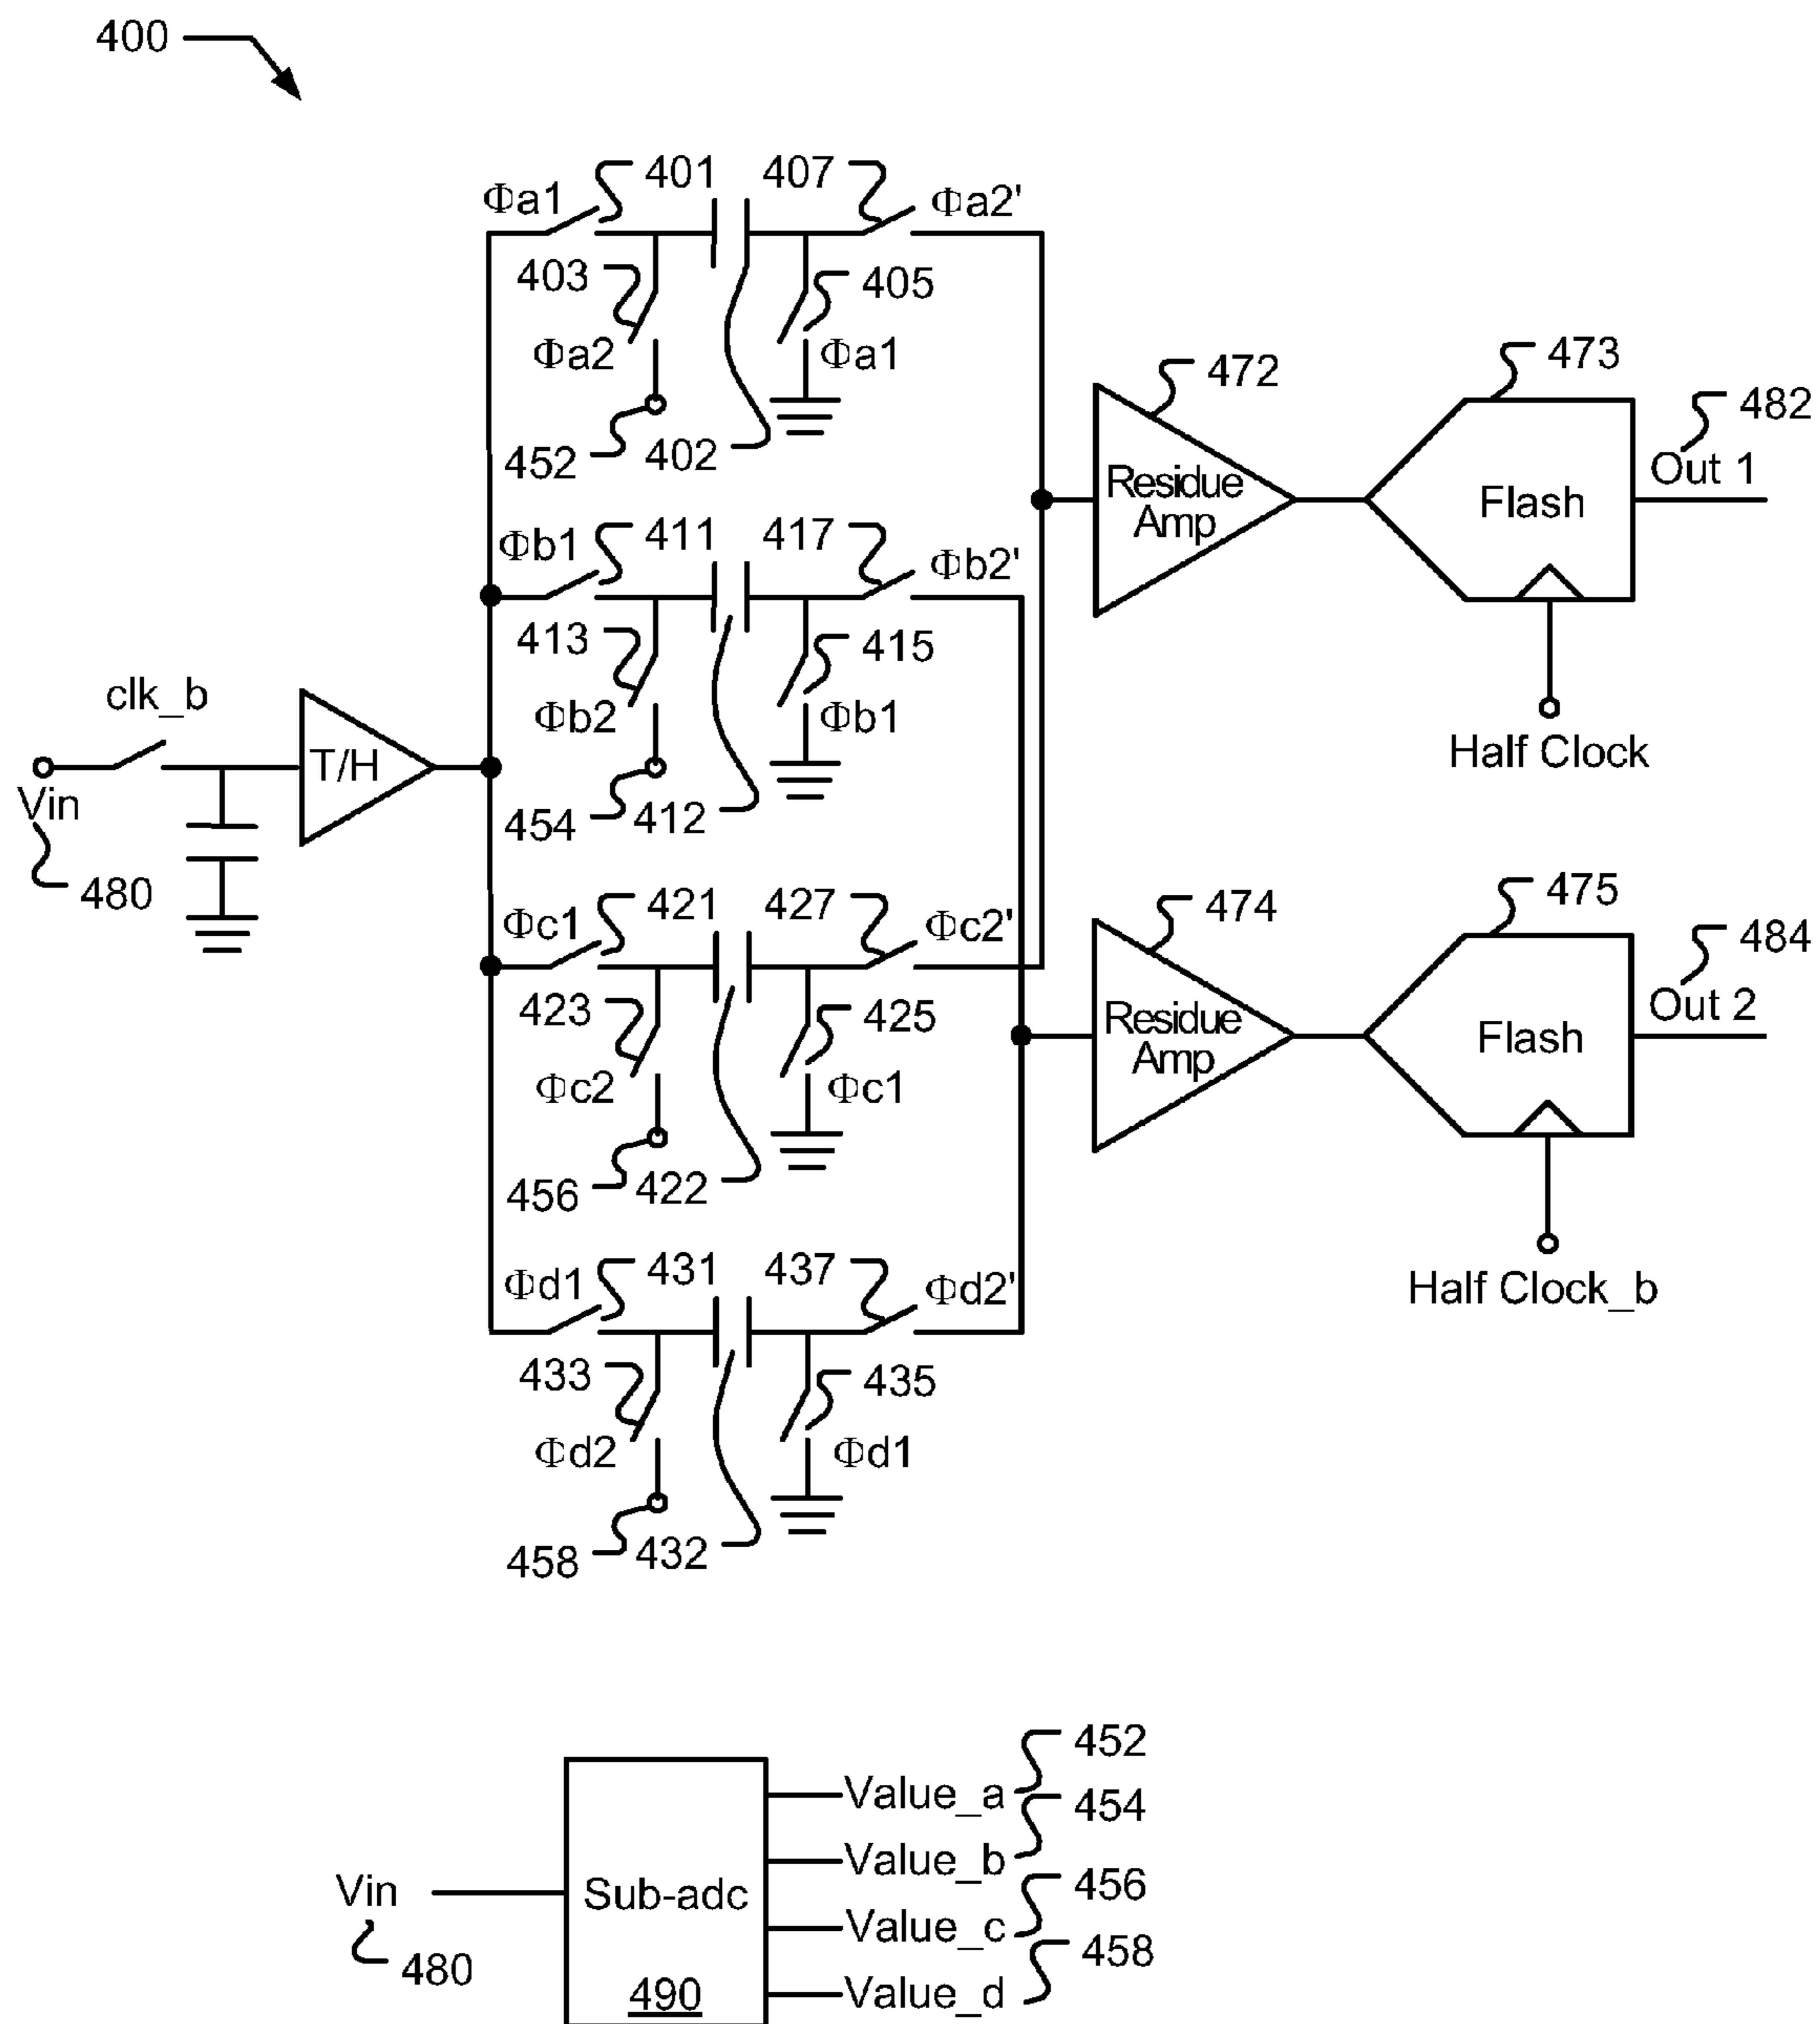 400
401
407
Φa1
Φa2'
403
405
Φa2
Φa1
452
402
472
473
482
Residue
Amp
Flash
Out 1
Φb1
411
417
Φb2'
413
415
Φb2
Φb1
454
412
Half Clock
clk_b
T/H
Vin
480
Φc1
421
427
Φc2'
474
475
484
423
425
Φc2
Φc1
Residue
Amp
Flash
Out 2
456
422
Φd1
431
437
Φd2'
Half Clock_b
433
435
Φd2
Φd1
458
432
452
Value_a
454
Value_b
456
Vin
Sub-adc
Value_c
458
480
490
Value_d